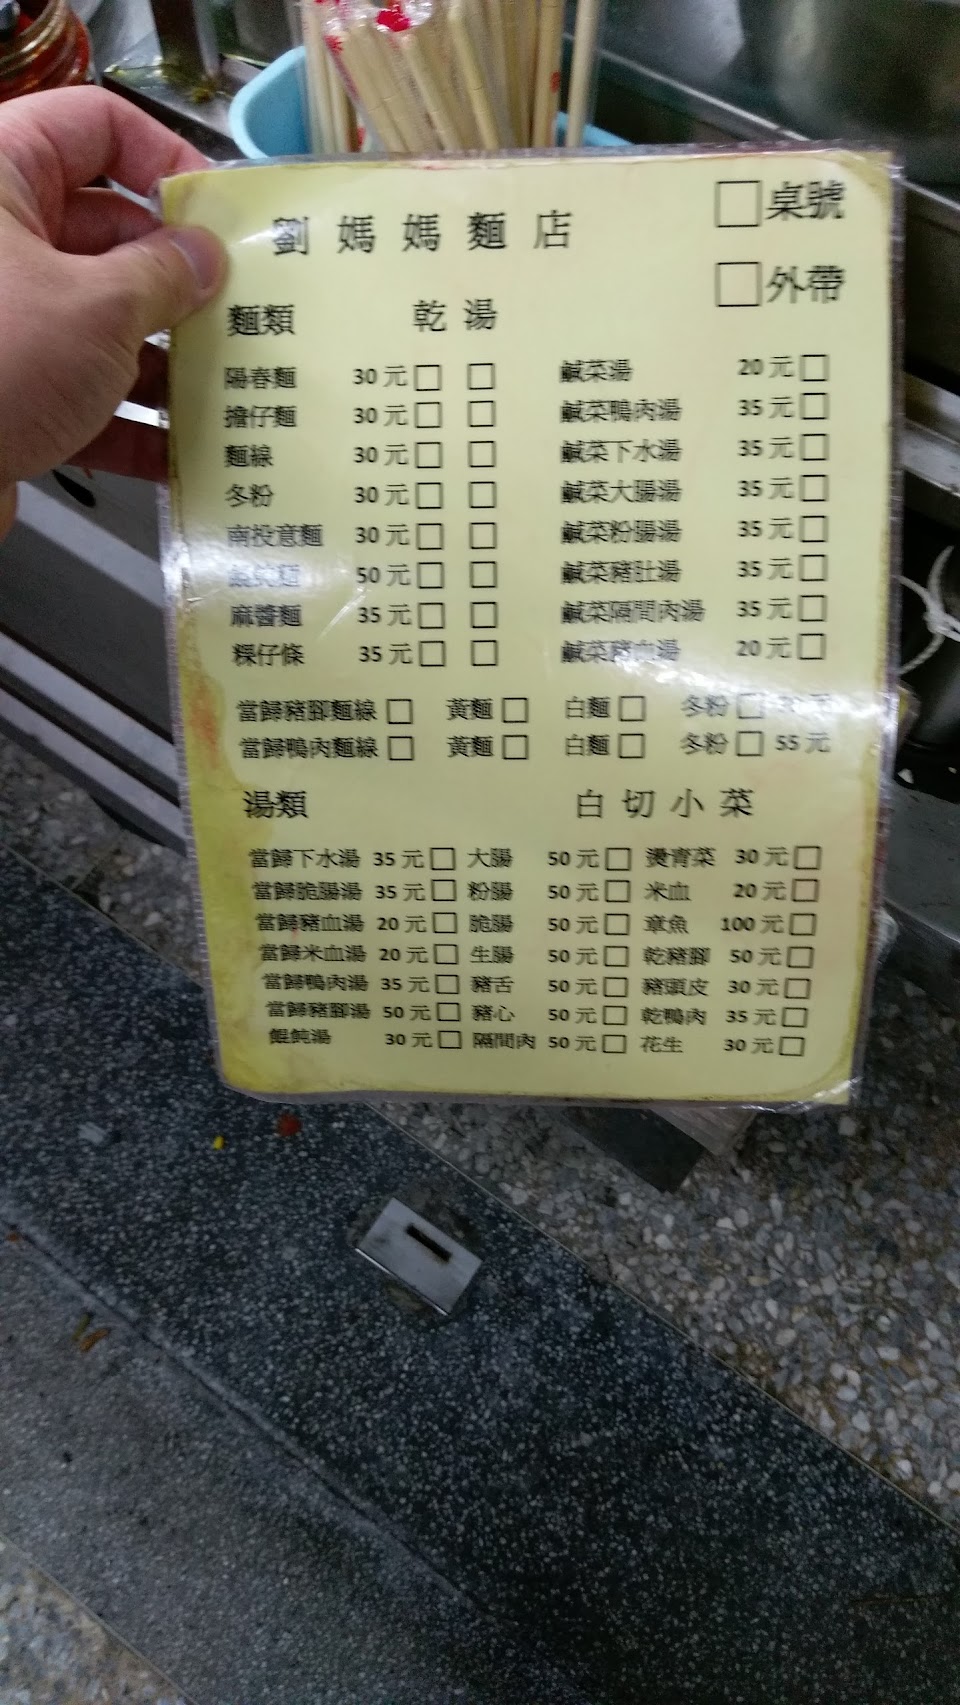 劉媽媽麵店
□桌號
□外帶
麵類 乾 湯
陽春麵 30元□ □
擔仔麵 30元□ □
麵線 30元□ □
冬粉 30元□ □
南投意麵 30元□ □
餛飩麵 50元□ □
麻醬麵 35元□ □
粿仔條 35元□ □
鹹菜湯 20元□
鹹菜鴨肉湯 35元□
鹹菜下水湯 35元□
鹹菜大腸湯 35元□
鹹菜粉腸湯 35元□
鹹菜豬肚湯 35元□
鹹菜隔間肉湯 35元□
鹹菜豬血湯 20元□
當歸豬腳麵線□ 黃麵□ 白麵□ 冬粉□ 元
當歸鴨肉麵線□ 黃麵□ 白麵□ 冬粉□ 55元
湯類
當歸下水湯 35元□
當歸脆腸湯 35元□
當歸豬血湯 20元□
當歸米血湯 20元□
當歸鴨肉湯 35元□
當歸豬腳湯 50元□
餛飩湯 30元□
白切小菜
大腸 50元□ 燙青菜 30元□
粉腸 50元□ 米血 20元□
脆腸 50元□ 章魚 100元□
生腸 50元□ 乾豬腳 50元□
豬舌 50元□ 豬頭皮 30元□
豬心 50元□ 乾鴨肉 35元□
隔間肉 50元□ 花生 30元□